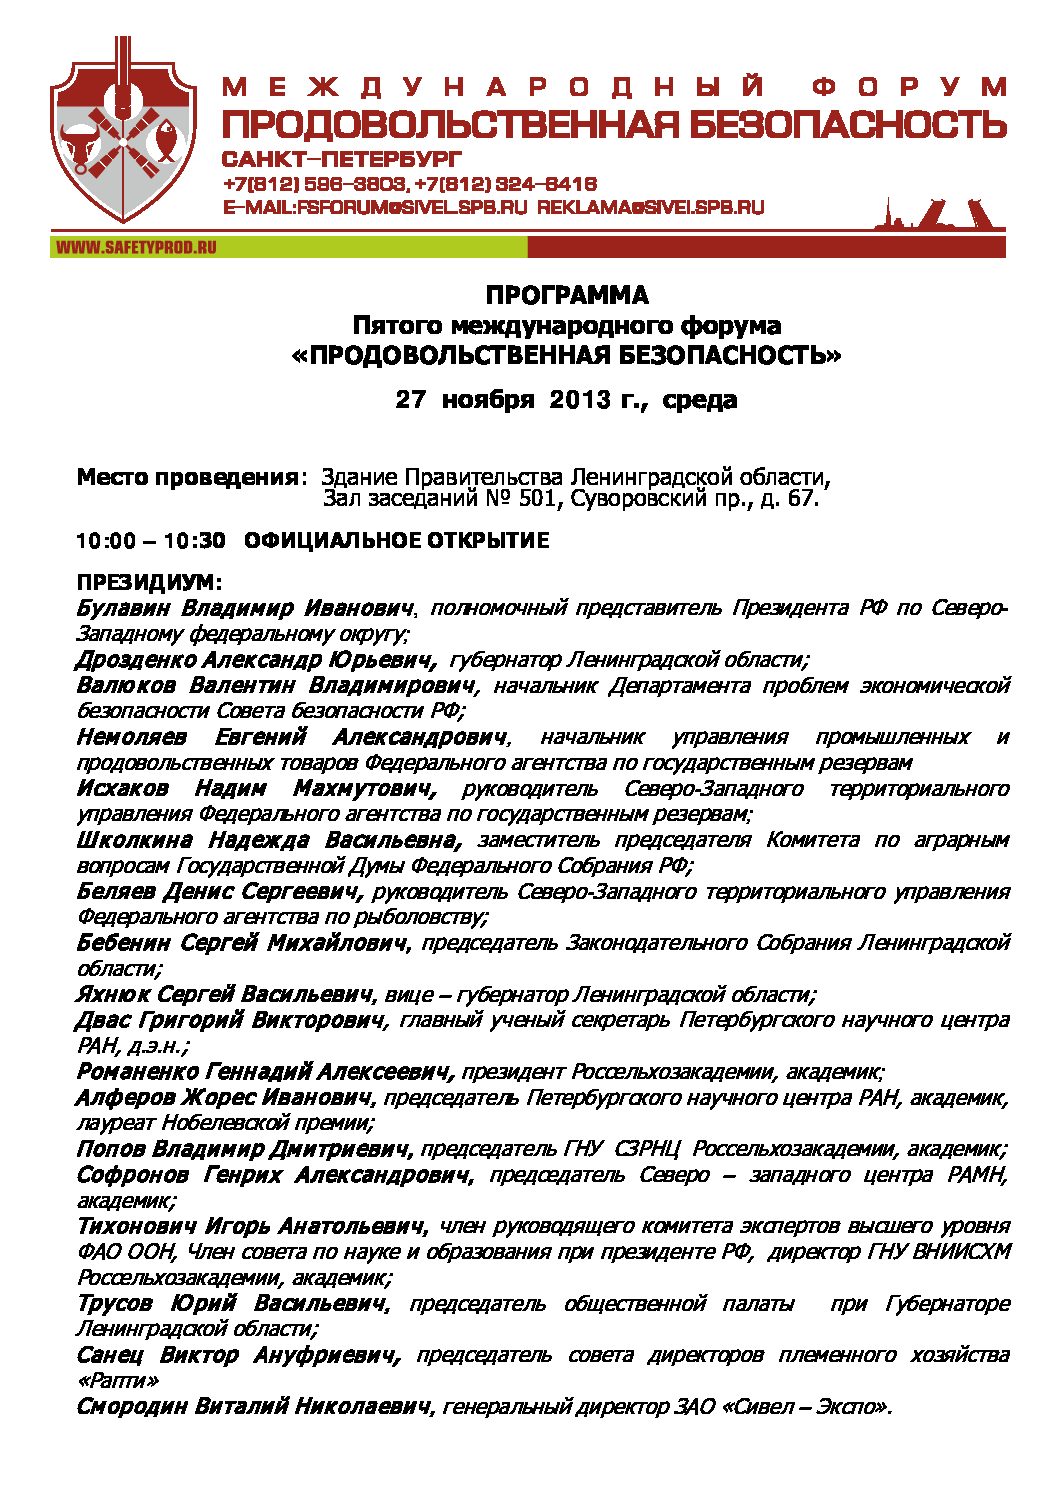 МЕЖДУНАРОДНЫЙ ФОРУМ
ПРОДОВОЛЬСТВЕННАЯ БЕЗОПАСНОСТЬ
САНКТ-ПЕТЕРБУРГ
+7(812) 596-3803, +7(812) 324-6416
E-MAIL:FSFORUM@SIVEL.SPB.RU REKLAMA@SIVEL.SPB.RU
WWW.SAFETYPROD.RU
ПРОГРАММА
Пятого международного форума
«ПРОДОВОЛЬСТВЕННАЯ БЕЗОПАСНОСТЬ»
27 ноября 2013 г., среда
Место проведения: Здание Правительства Ленинградской области,
Зал заседаний № 501, Суворовский пр., д. 67.
10:00 – 10:30 ОФИЦИАЛЬНОЕ ОТКРЫТИЕ
ПРЕЗИДИУМ:
Булавин Владимир Иванович, полномочный представитель Президента РФ по Северо-
Западному федеральному округу;
Дрозденко Александр Юрьевич, губернатор Ленинградской области;
Валюков Валентин Владимирович, начальник Департамента проблем экономической
безопасности Совета безопасности РФ;
Немоляев Евгений Александрович, начальник управления промышленных и
продовольственных товаров Федерального агентства по государственным резервам
Исхаков Надим Махмутович, руководитель Северо-Западного территориального
управления Федерального агентства по государственным резервам;
Школкина Надежда Васильевна, заместитель председателя Комитета по аграрным
вопросам Государственной Думы Федерального Собрания РФ;
Беляев Денис Сергеевич, руководитель Северо-Западного территориального управления
Федерального агентства по рыболовству;
Бебенин Сергей Михайлович, председатель Законодательного Собрания Ленинградской
области;
Яхнюк Сергей Васильевич, вице – губернатор Ленинградской области;
Двас Григорий Викторович, главный ученый секретарь Петербургского научного центра
РАН, д.э.н.;
Романенко Геннадий Алексеевич, президент Россельхозакадемии, академик;
Алферов Жорес Иванович, председатель Петербургского научного центра РАН, академик,
лауреат Нобелевской премии;
Попов Владимир Дмитриевич, председатель ГНУ СЗРНЦ Россельхозакадемии, академик;
Софронов Генрих Александрович, председатель Северо – западного центра РАМН,
академик;
Тихонович Игорь Анатольевич, член руководящего комитета экспертов высшего уровня
ФАО ООН, Член совета по науке и образования при президенте РФ, директор ГНУ ВНИИСХМ
Россельхозакадемии, академик;
Трусов Юрий Васильевич, председатель общественной палаты при Губернаторе
Ленинградской области;
Санец Виктор Ануфриевич, председатель совета директоров племенного хозяйства
«Рапти»
Смородин Виталий Николаевич, генеральный директор ЗАО «Сивел – Экспо».